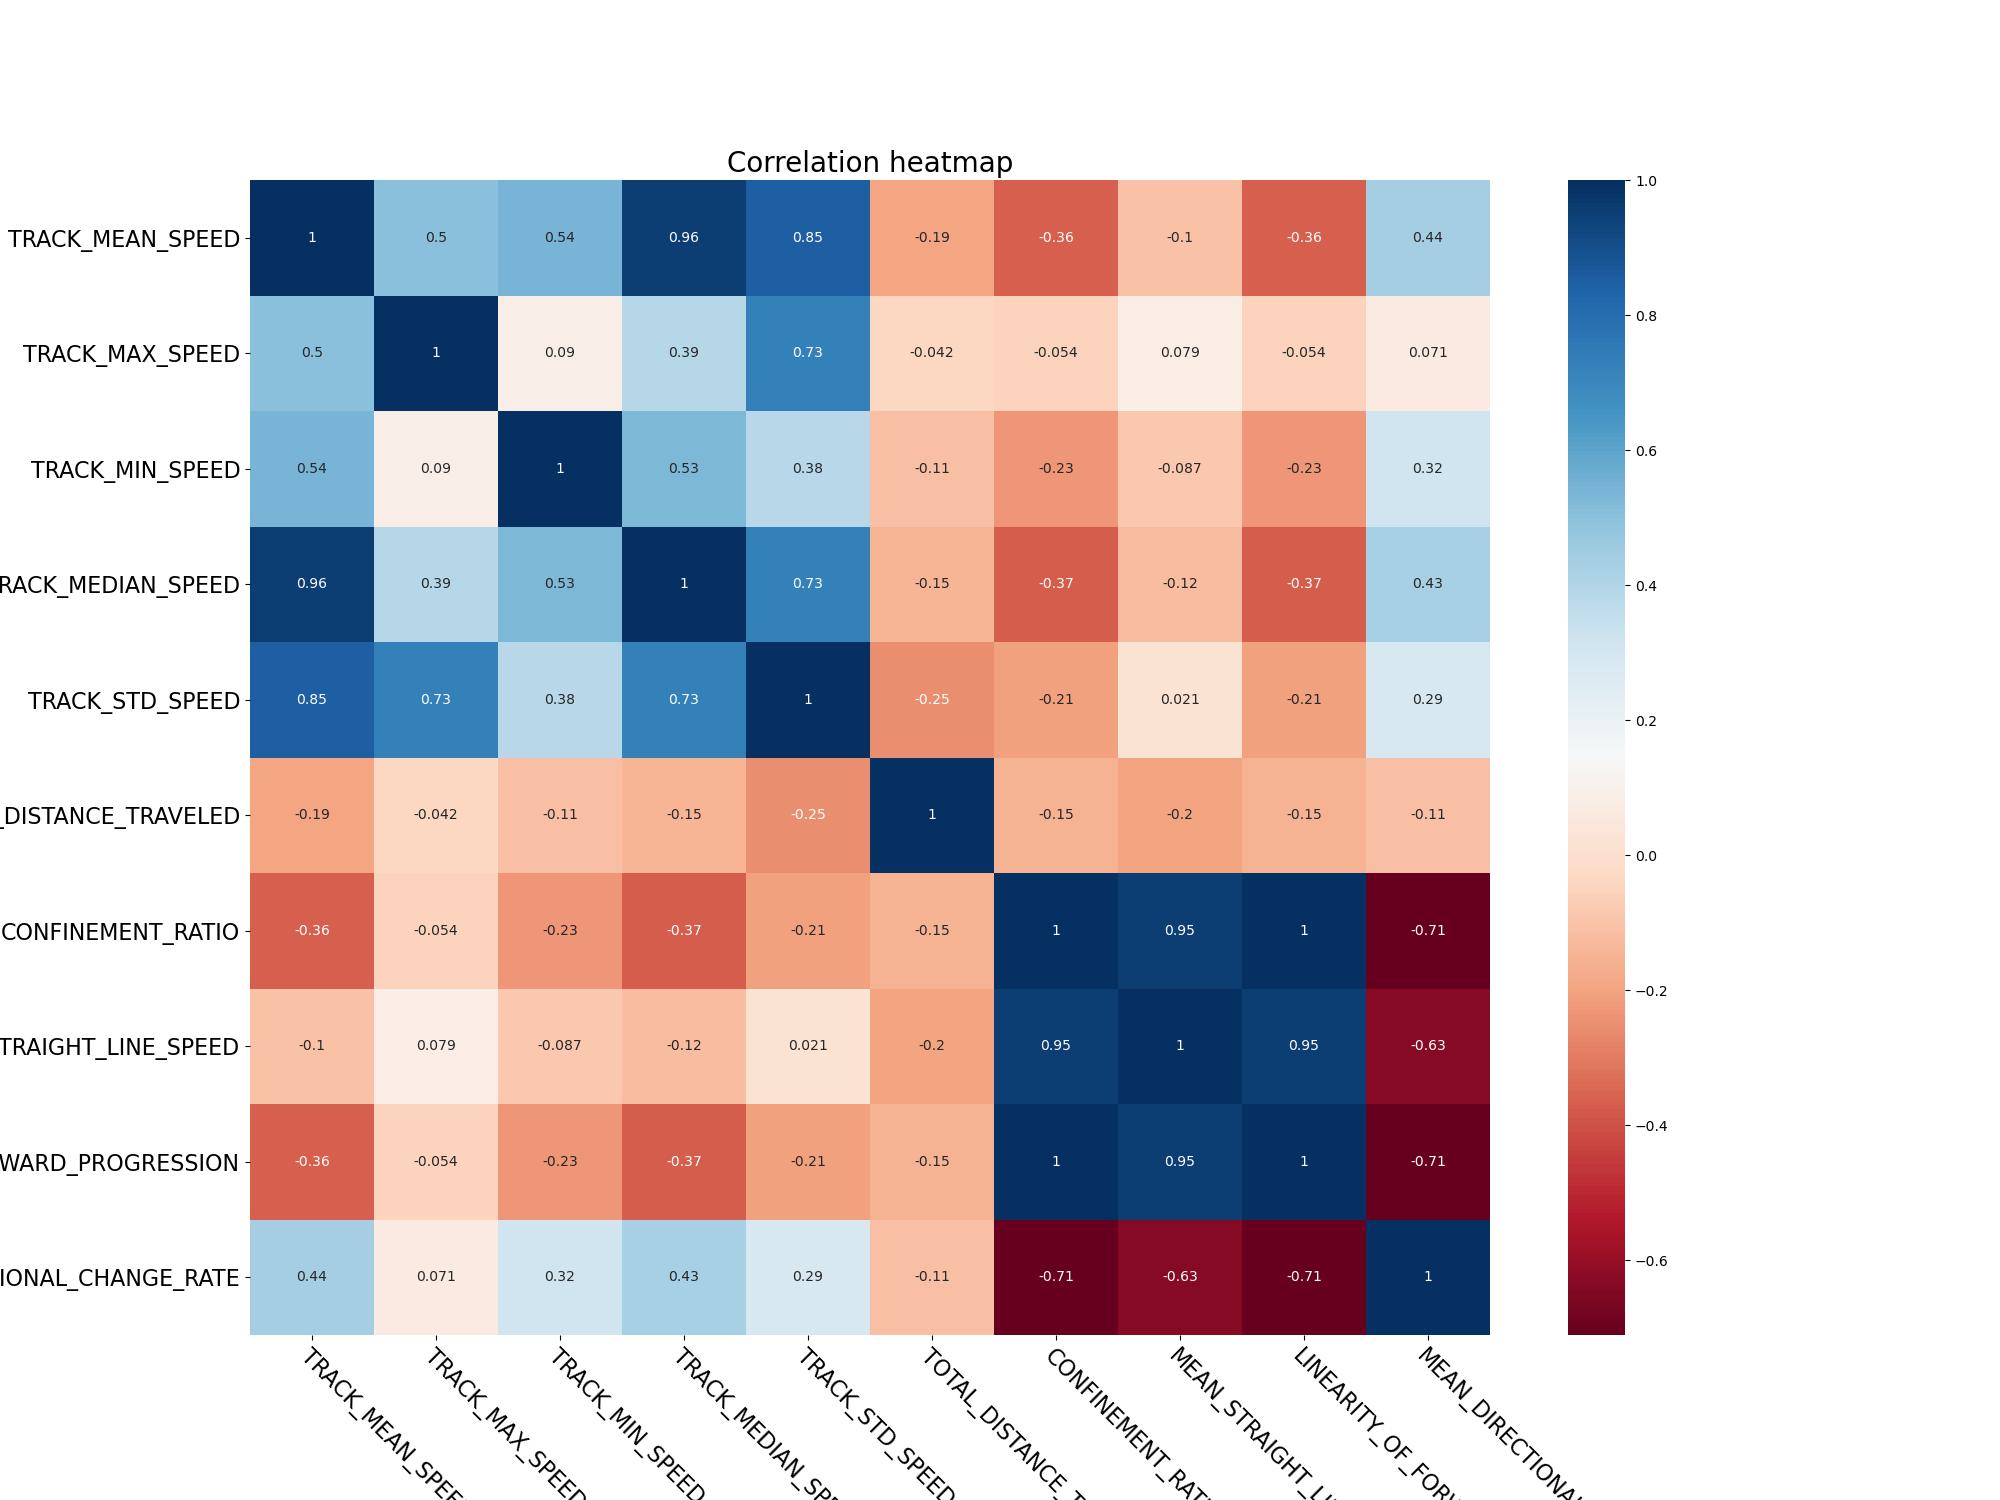 Correlation heatmap
TRACK_MEAN_SPEED 1 0.5 0.54 0.96 0.85 -0.19 -0.36 -0.1 -0.36 0.44
TRACK_MAX_SPEED 0.5 1 0.09 0.39 0.73 -0.042 -0.054 0.079 -0.054 0.071
TRACK_MIN_SPEED 0.54 0.09 1 0.53 0.38 -0.11 -0.23 -0.087 -0.23 0.32
RACK_MEDIAN_SPEED 0.96 0.39 0.53 1 0.73 -0.15 -0.37 -0.12 -0.37 0.43
TRACK_STD_SPEED 0.85 0.73 0.38 0.73 1 -0.25 -0.21 0.021 -0.21 0.29
_DISTANCE_TRAVELED -0.19 -0.042 -0.11 -0.15 -0.25 1 -0.15 -0.2 -0.15 -0.11
CONFINEMENT_RATIO -0.36 -0.054 -0.23 -0.37 -0.21 -0.15 1 0.95 1 -0.71
TRAIGHT_LINE_SPEED -0.1 0.079 -0.087 -0.12 0.021 -0.2 0.95 1 0.95 -0.63
WARD_PROGRESSION -0.36 -0.054 -0.23 -0.37 -0.21 -0.15 1 0.95 1 -0.71
IONAL_CHANGE_RATE 0.44 0.071 0.32 0.43 0.29 -0.11 -0.71 -0.63 -0.71 1
TRACK_MEAN_SPEE
TRACK_MAX_SPEED
TRACK_MIN_SPEED
TRACK_MEDIAN_SPE
TRACK_STD_SPEED
TOTAL_DISTANCE_T
CONFINEMENT_RATI
MEAN_STRAIGHT_LI
LINEARITY_OF_FORW
MEAN_DIRECTIONAL
1.0
0.8
0.6
0.4
0.2
0.0
−0.2
−0.4
−0.6